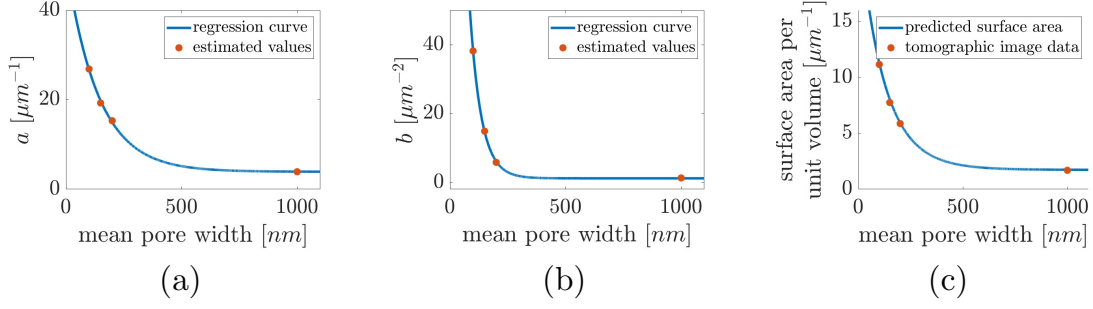 40
20
0
0
500
1000
a [μm⁻¹]
mean pore width [nm]
regression curve
estimated values
(a)
40
20
0
0
500
1000
b [μm⁻²]
mean pore width [nm]
regression curve
estimated values
(b)
15
10
5
0
0
500
1000
surface area per
unit volume [μm⁻¹]
mean pore width [nm]
predicted surface area
tomographic image data
(c)